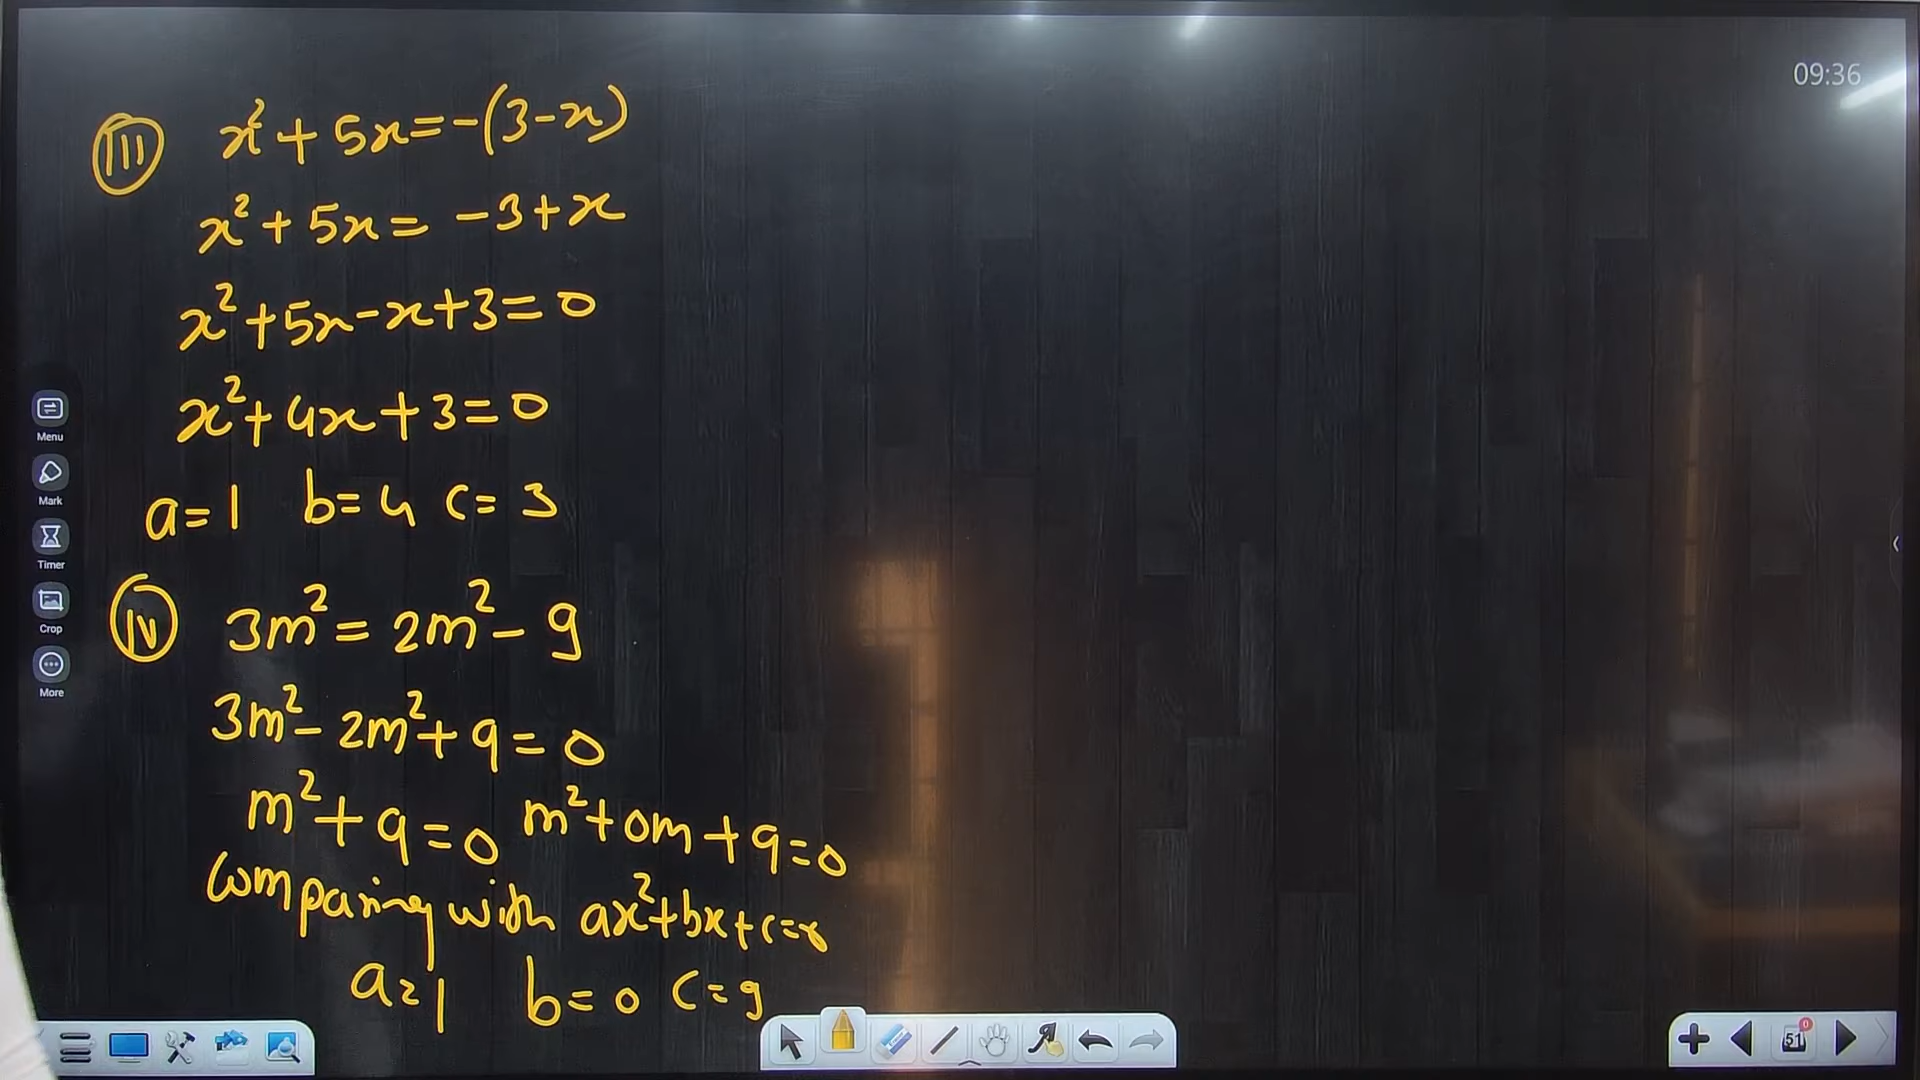 09:36
(III) x² + 5x = -(3-x)
x² + 5x = -3 + x
x² + 5x - x + 3 = 0
x² + 4x + 3 = 0
a = 1 b = 4 c = 3
(IV) 3m² = 2m² - 9
3m² - 2m² + 9 = 0
m² + 9 = 0 m² + 0m + 9 = 0
Comparing with ax² + bx + c = 0
a = 1 b = 0 c = 9
Menu
Mark
Timer
Crop
More
51
0